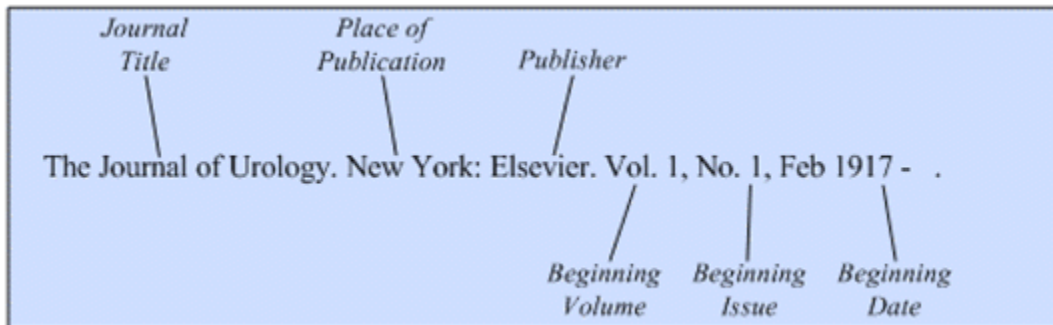 Journal Place of
Title Publication Publisher
The Journal of Urology. New York: Elsevier. Vol. 1, No. 1, Feb 1917 - .
Beginning Beginning Beginning
Volume Issue Date